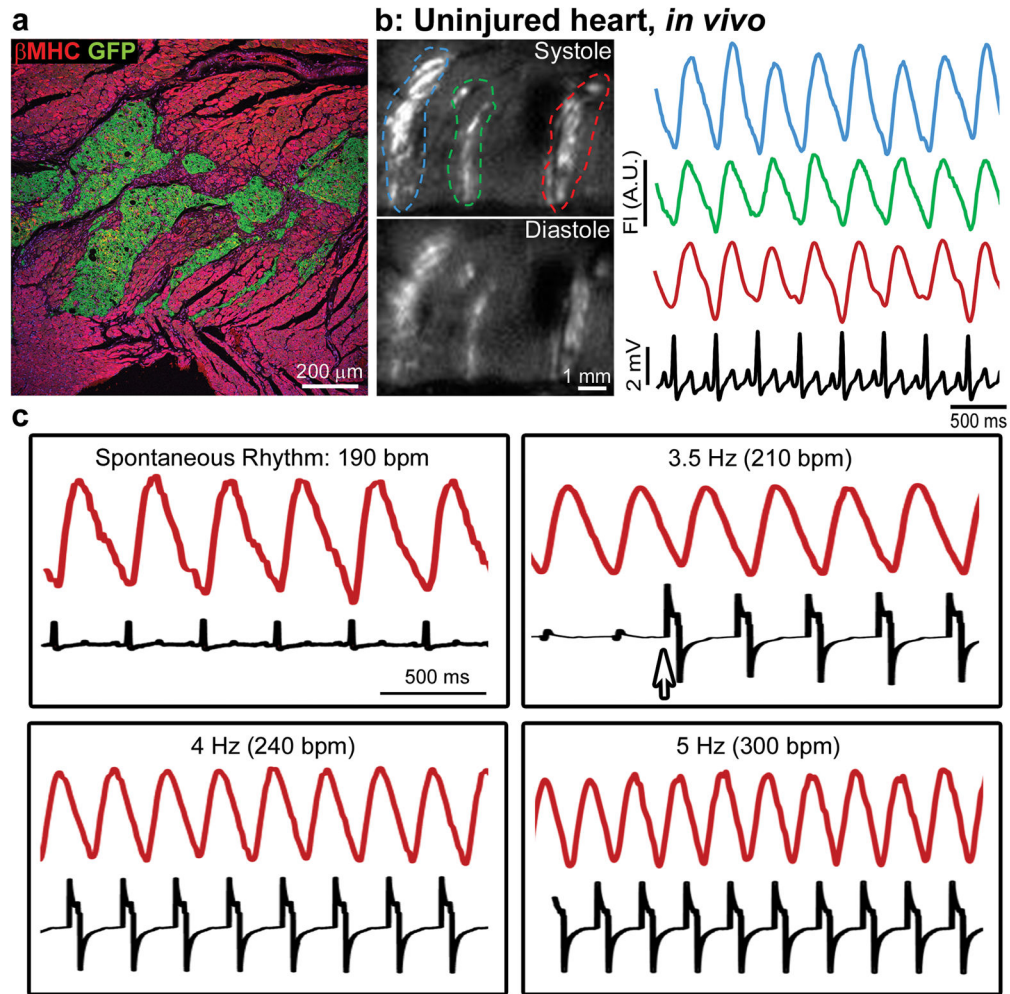 a
βMHC GFP
200 μm
b: Uninjured heart, in vivo
Systole
Diastole
1 mm
FI (A.U.)
2 mV
500 ms
c
Spontaneous Rhythm: 190 bpm
500 ms
3.5 Hz (210 bpm)
4 Hz (240 bpm)
5 Hz (300 bpm)